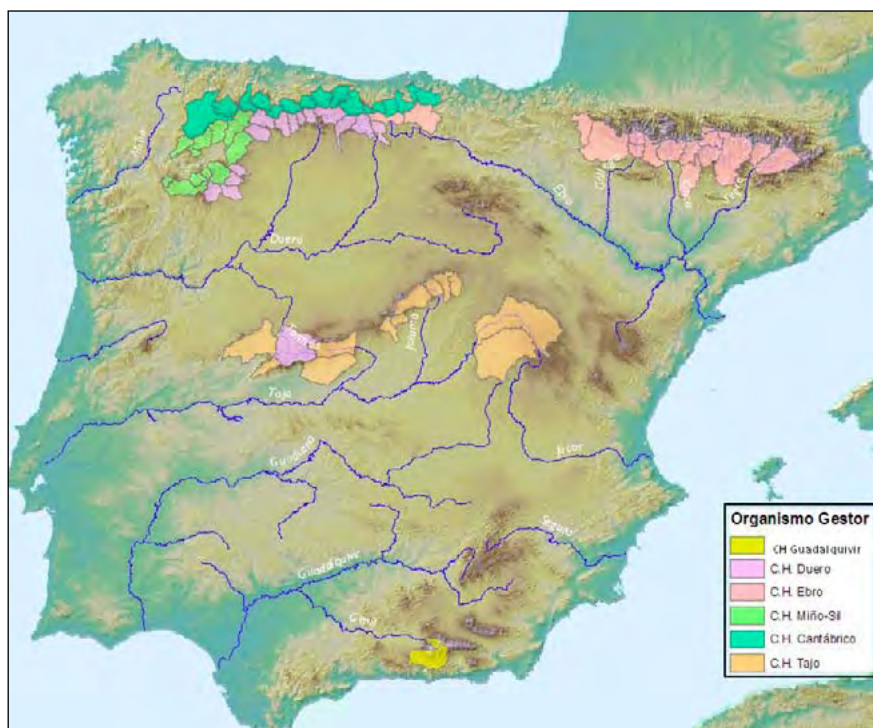 Duero
Ebro
Tormes
Jarama
Tajo
Guadiana
Júcar
Segura
Guadalquivir
Genil
Organismo Gestor
CH Guadalquivir
C.H. Duero
C.H. Ebro
C.H. Miño-Sil
C.H. Cantábrico
C.H. Tajo